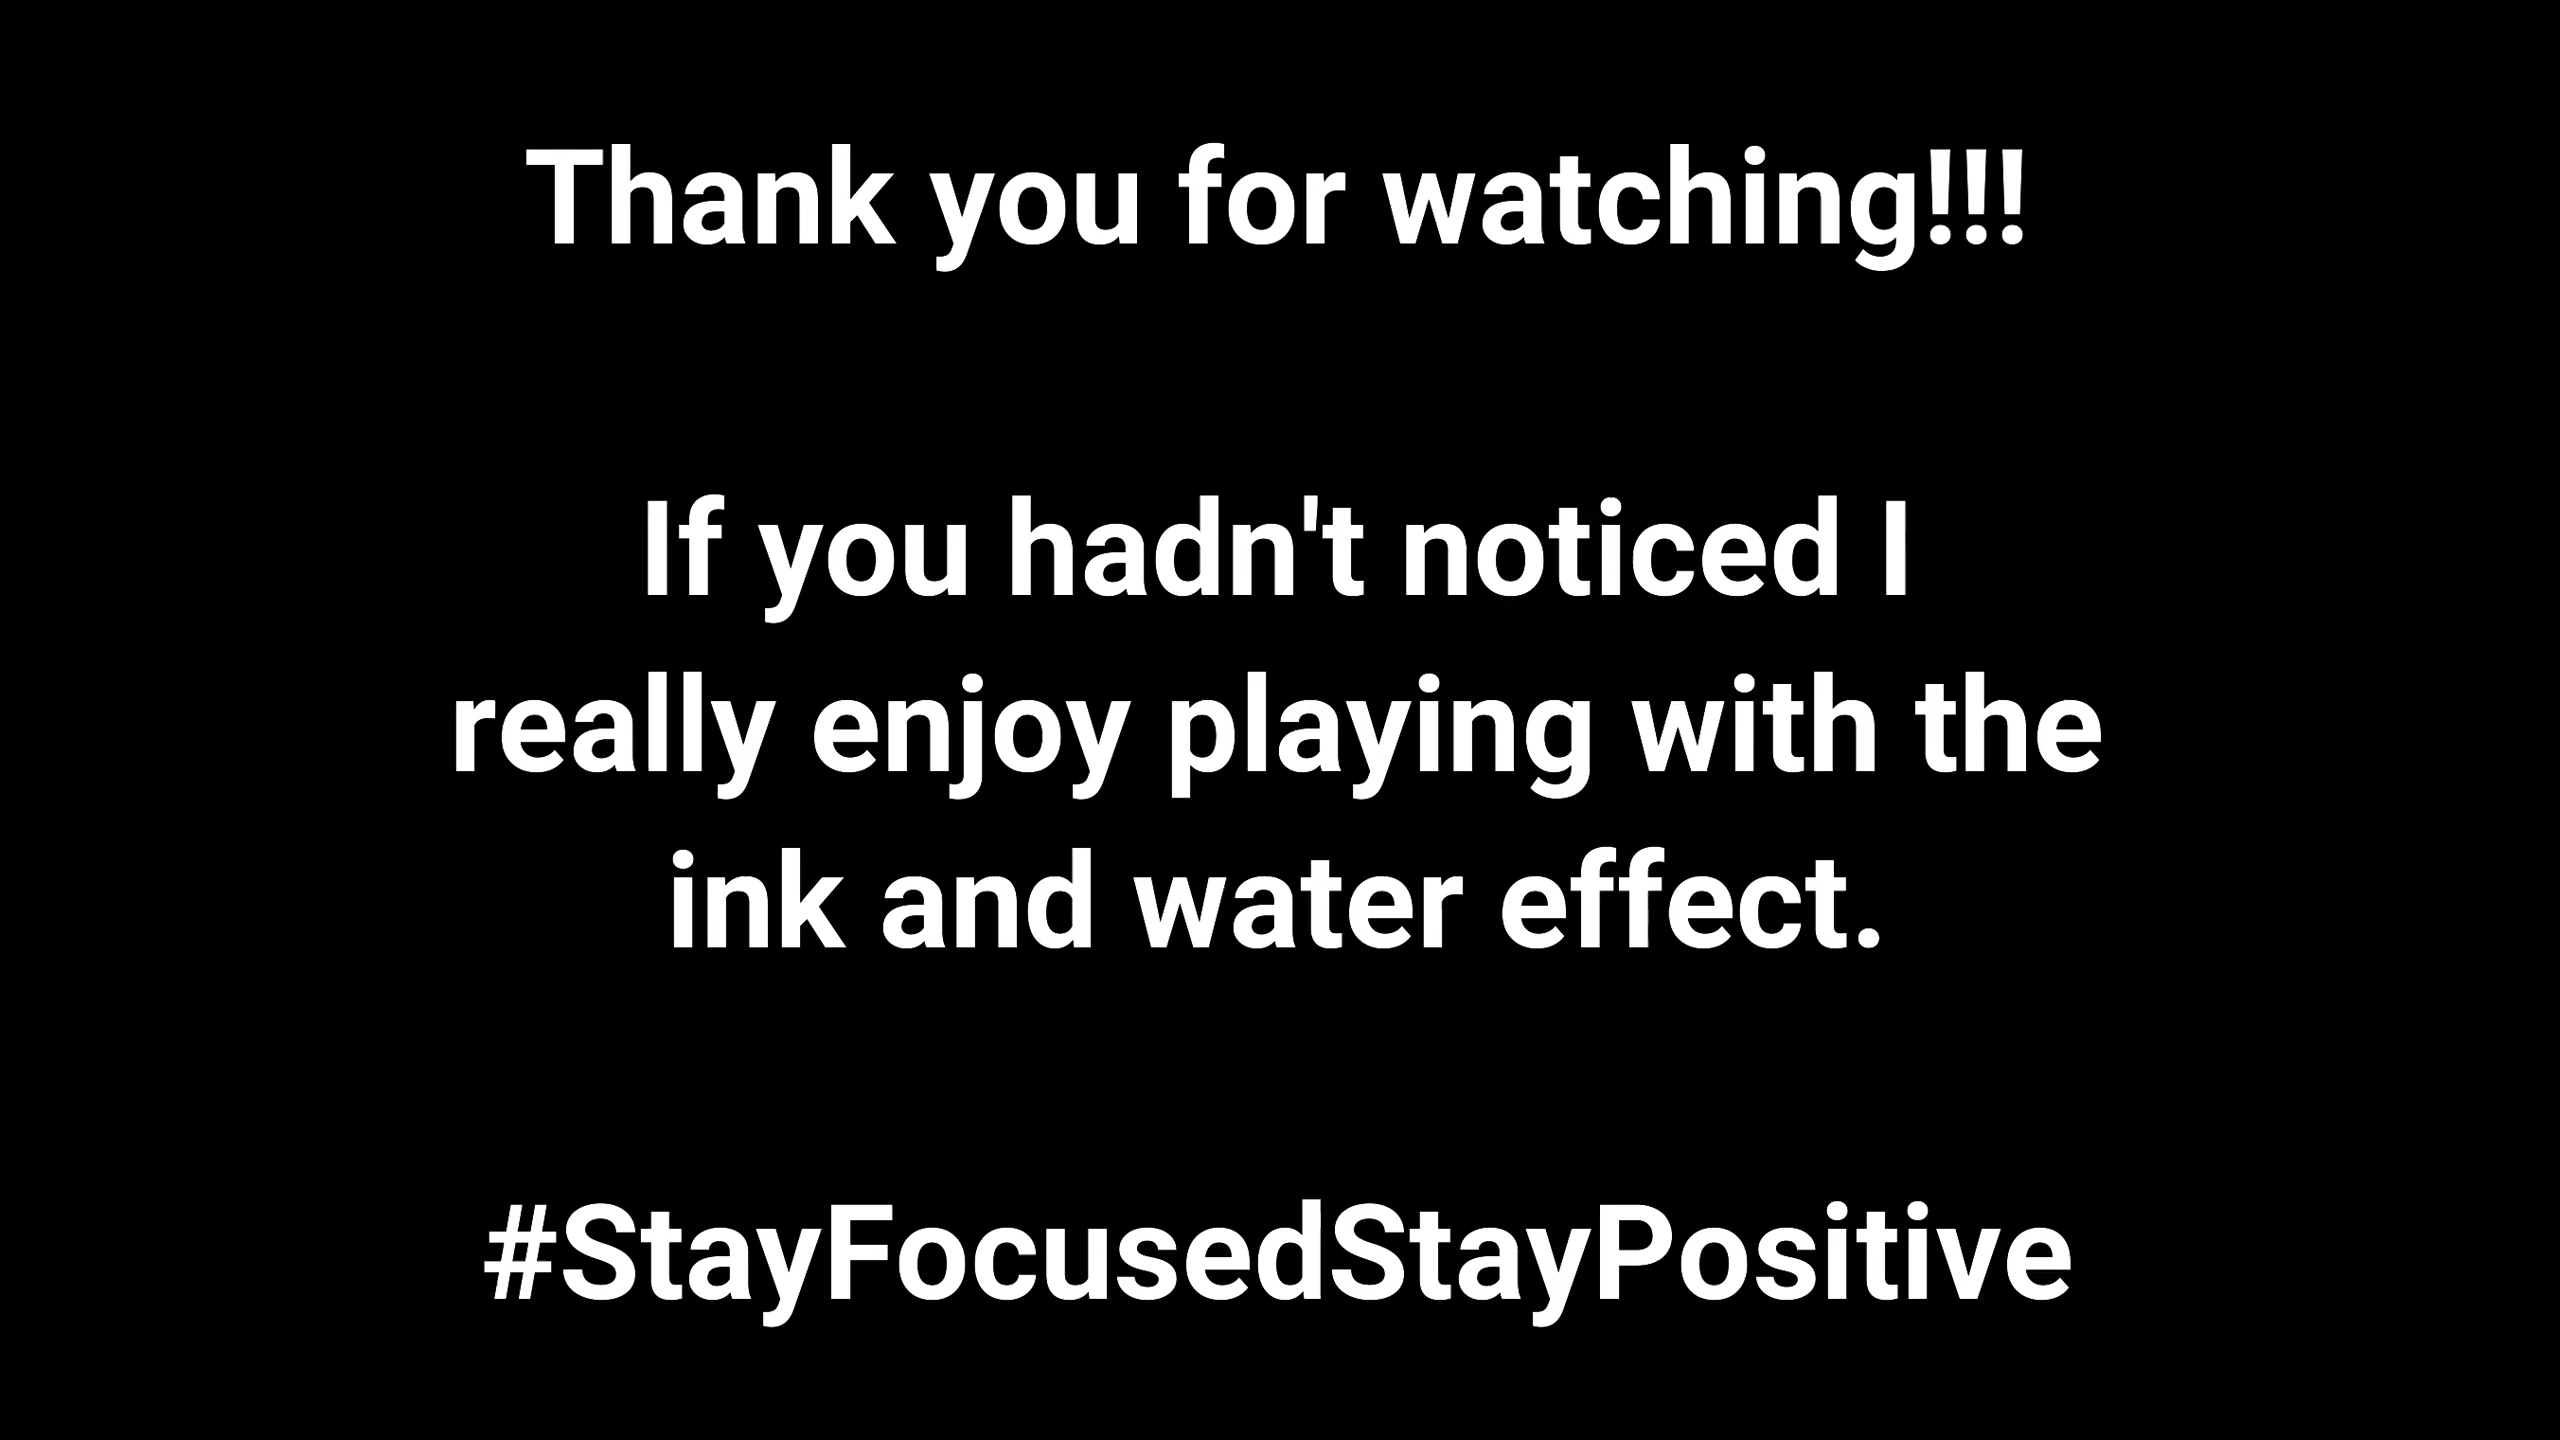 Thank you for watching!!!
If you hadn't noticed I
really enjoy playing with the
ink and water effect.
#StayFocusedStayPositive